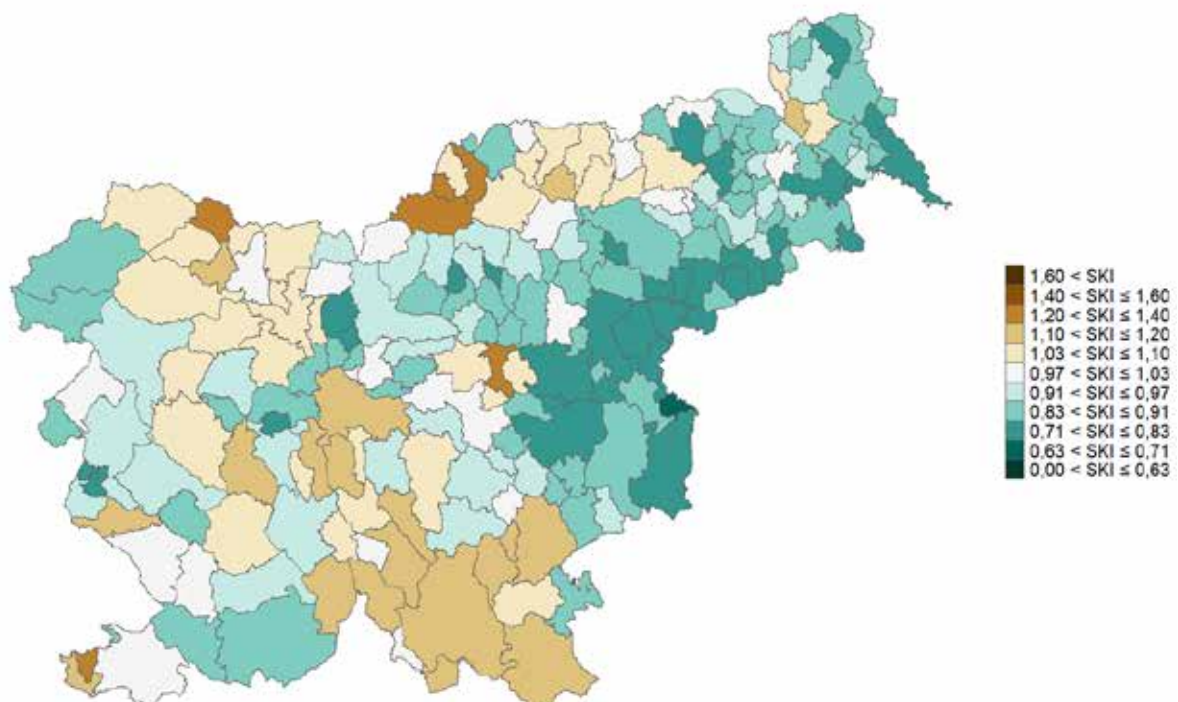 1,60 < SKI
1,40 < SKI ≤ 1,60
1,20 < SKI ≤ 1,40
1,10 < SKI ≤ 1,20
1,03 < SKI ≤ 1,10
0,97 < SKI ≤ 1,03
0,91 < SKI ≤ 0,97
0,83 < SKI ≤ 0,91
0,71 < SKI ≤ 0,83
0,63 < SKI ≤ 0,71
0,00 < SKI ≤ 0,63